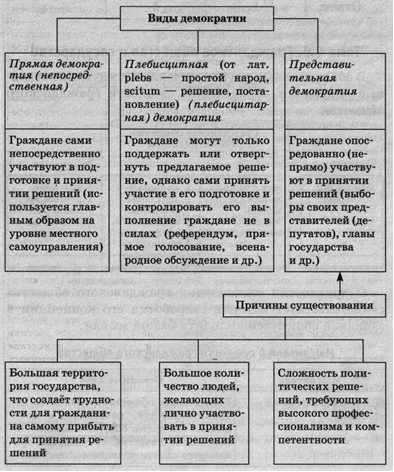 Виды демократии
Прямая демокра-
тия (непосред-
ственная)
Граждане сами
непосредственно
участвуют в под-
готовке и приня-
тии решений (ис-
пользуется глав-
ным образом на
уровне местного
самоуправления)
Плебисцитная (от лат.
plebs — простой народ,
scitum — решение, поста-
новление) (плебисцитар-
ная) демократия
Граждане могут только
поддержать или отверг-
нуть предлагаемое реше-
ние, однако сами принять
участие в его подготовке и
контролировать его вы-
полнение граждане не в
силах (референдум, пря-
мое голосование, всена-
родное обсуждение и др.)
Представи-
тельная
демократия
Граждане опос-
редованно (не-
прямо) участву-
ют в принятии
решений (выбо-
ры своих пред-
ставителей (де-
путатов), главы
государства
и др.)
Причины существования
Большая территория
государства,
что создаёт трудно-
сти для граждани-
на самому прибыть
для принятия ре-
шений
Большое коли-
чество людей,
желающих
лично участво-
вать в приня-
тии решений
Сложность поли-
тических реше-
ний, требующих
высокого профес-
сионализма и ком-
петентности